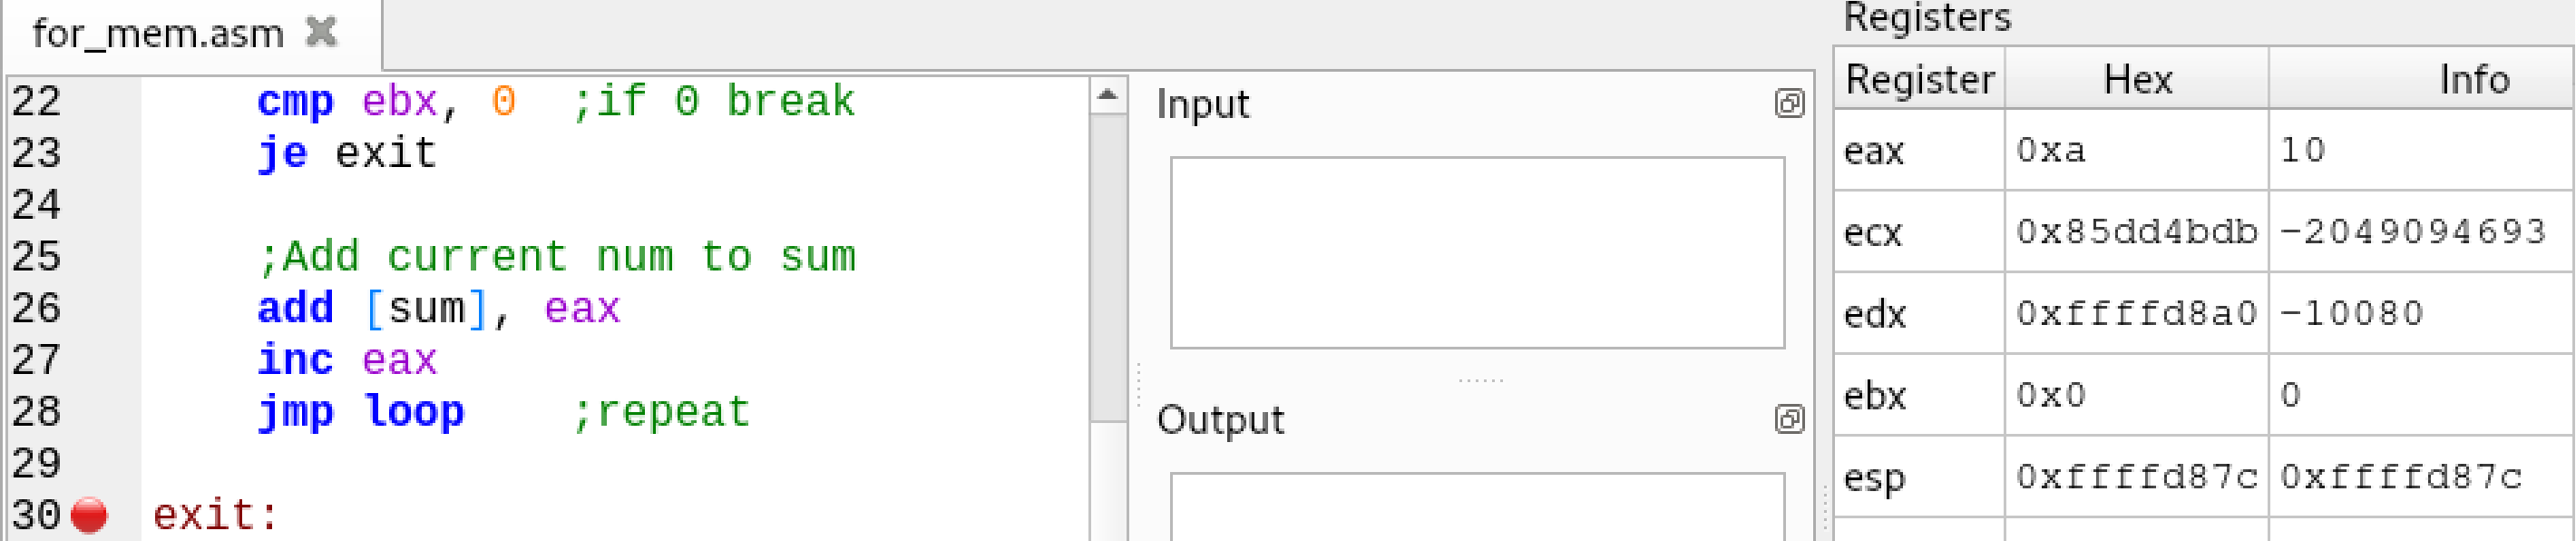 for_mem.asm
22 cmp ebx, 0 ;if 0 break
23 je exit
24
25 ;Add current num to sum
26 add [sum], eax
27 inc eax
28 jmp loop ;repeat
29
30 exit:
Input
Output
Registers
Register Hex Info
eax 0xa 10
ecx 0x85dd4bdb -2049094693
edx 0xffffd8a0 -10080
ebx 0x0 0
esp 0xffffd87c 0xffffd87c